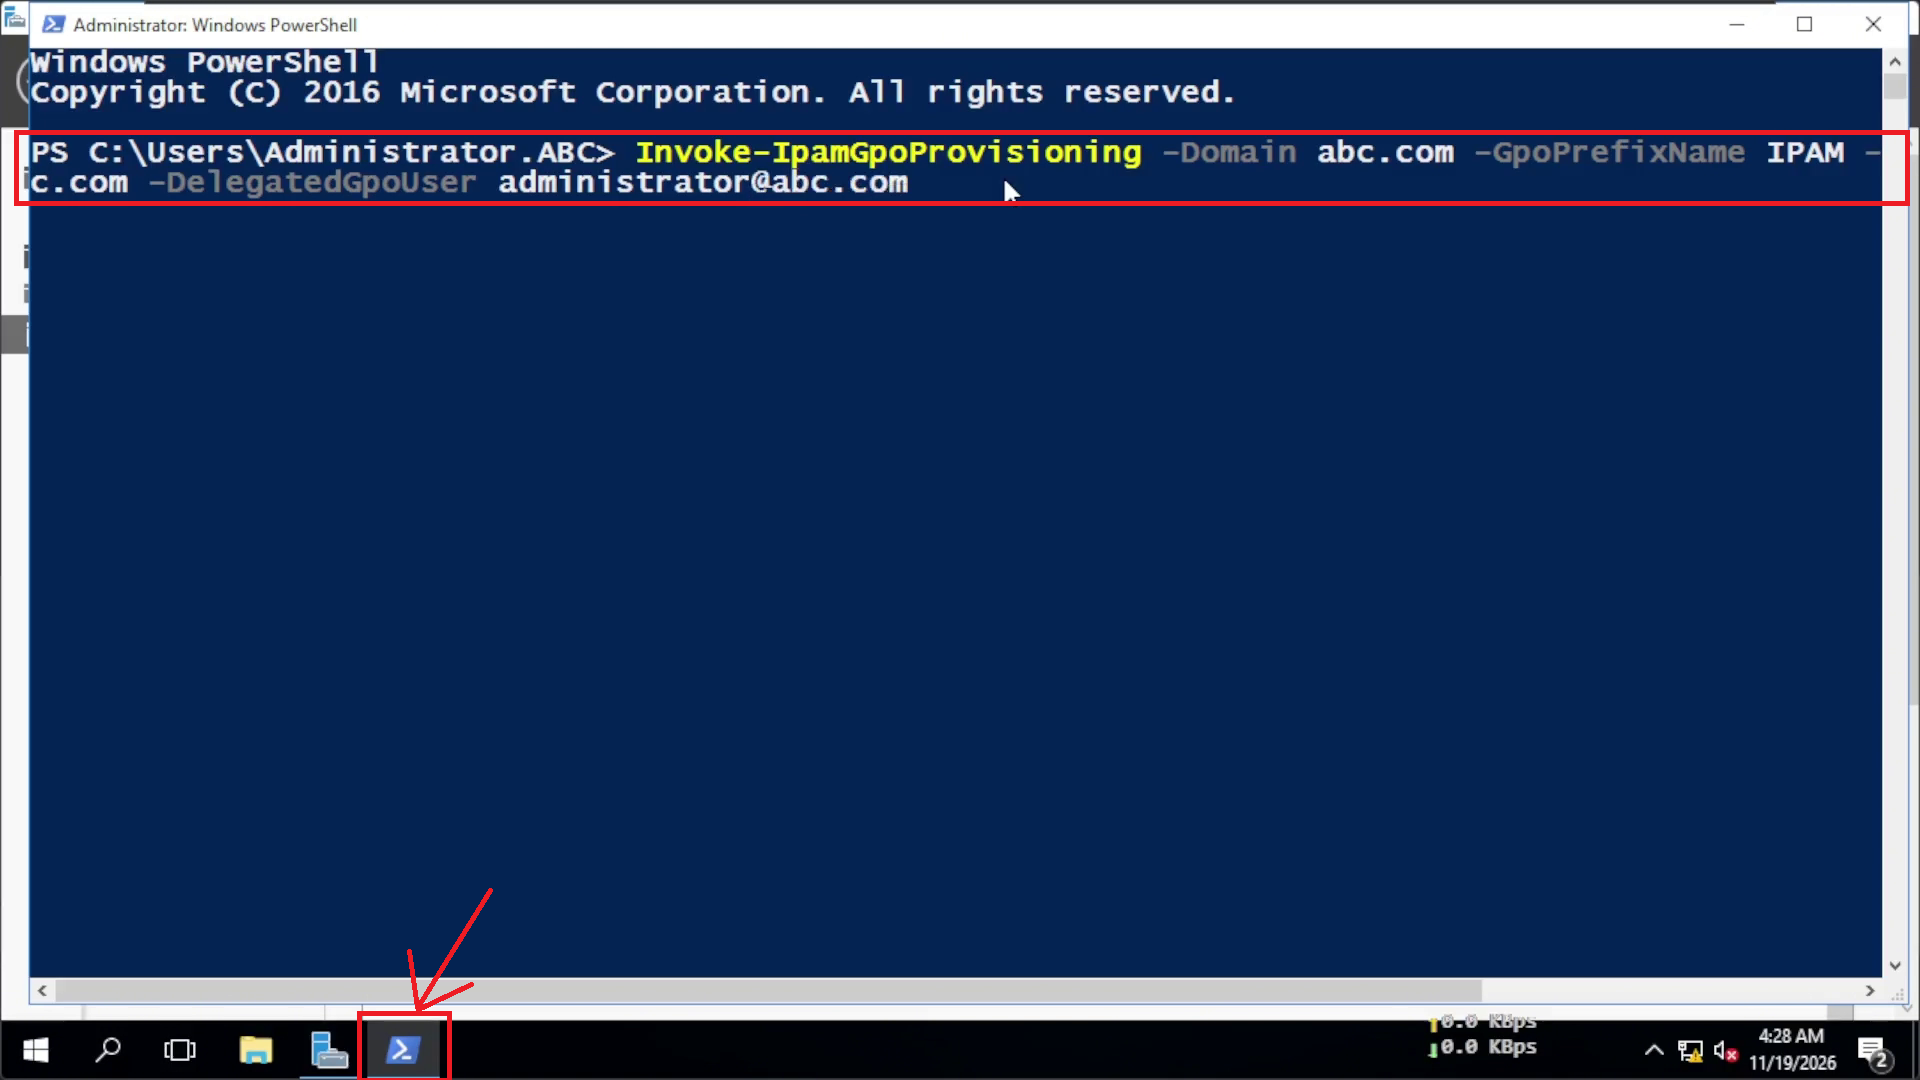 Administrator: Windows PowerShell
Windows PowerShell
Copyright (C) 2016 Microsoft Corporation. All rights reserved.
PS C:\Users\Administrator.ABC> Invoke-IpamGpoProvisioning -Domain abc.com -GpoPrefixName IPAM -
c.com -DelegatedGpoUser administrator@abc.com
0.0 KBps
0.0 KBps
4:28 AM
11/19/2026
2